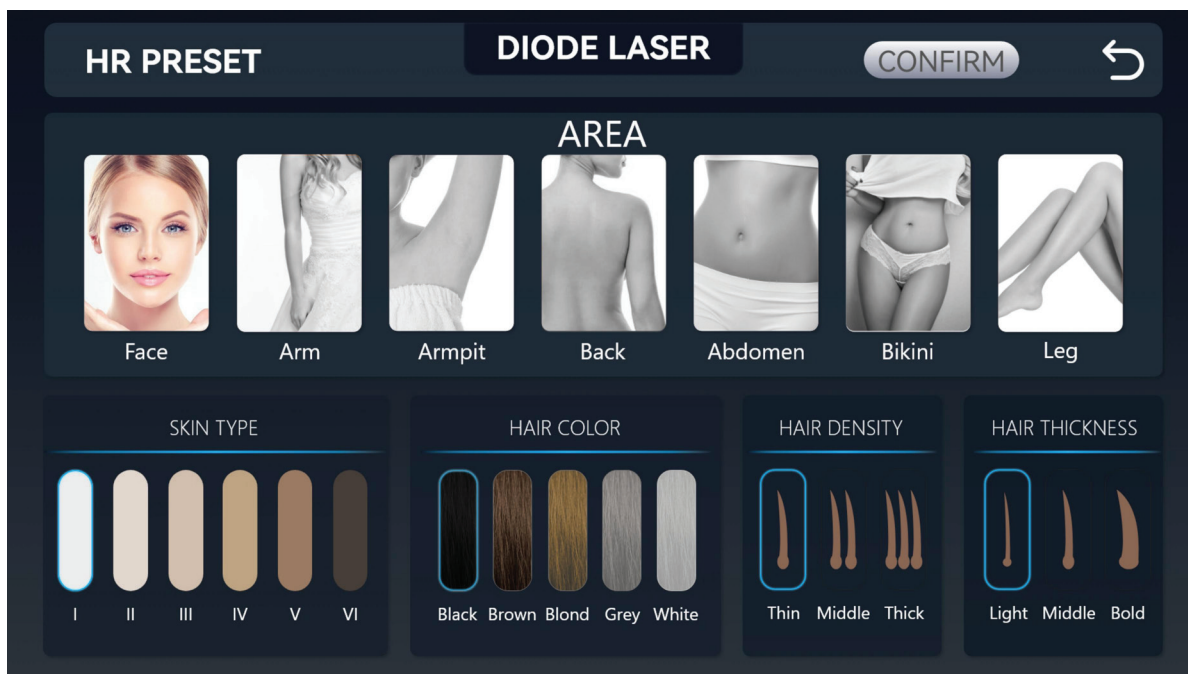 HR PRESET
DIODE LASER
CONFIRM
AREA
Face Arm Armpit Back Abdomen Bikini Leg
SKIN TYPE
I II III IV V VI
HAIR COLOR
Black Brown Blond Grey White
HAIR DENSITY
Thin Middle Thick
HAIR THICKNESS
Light Middle Bold